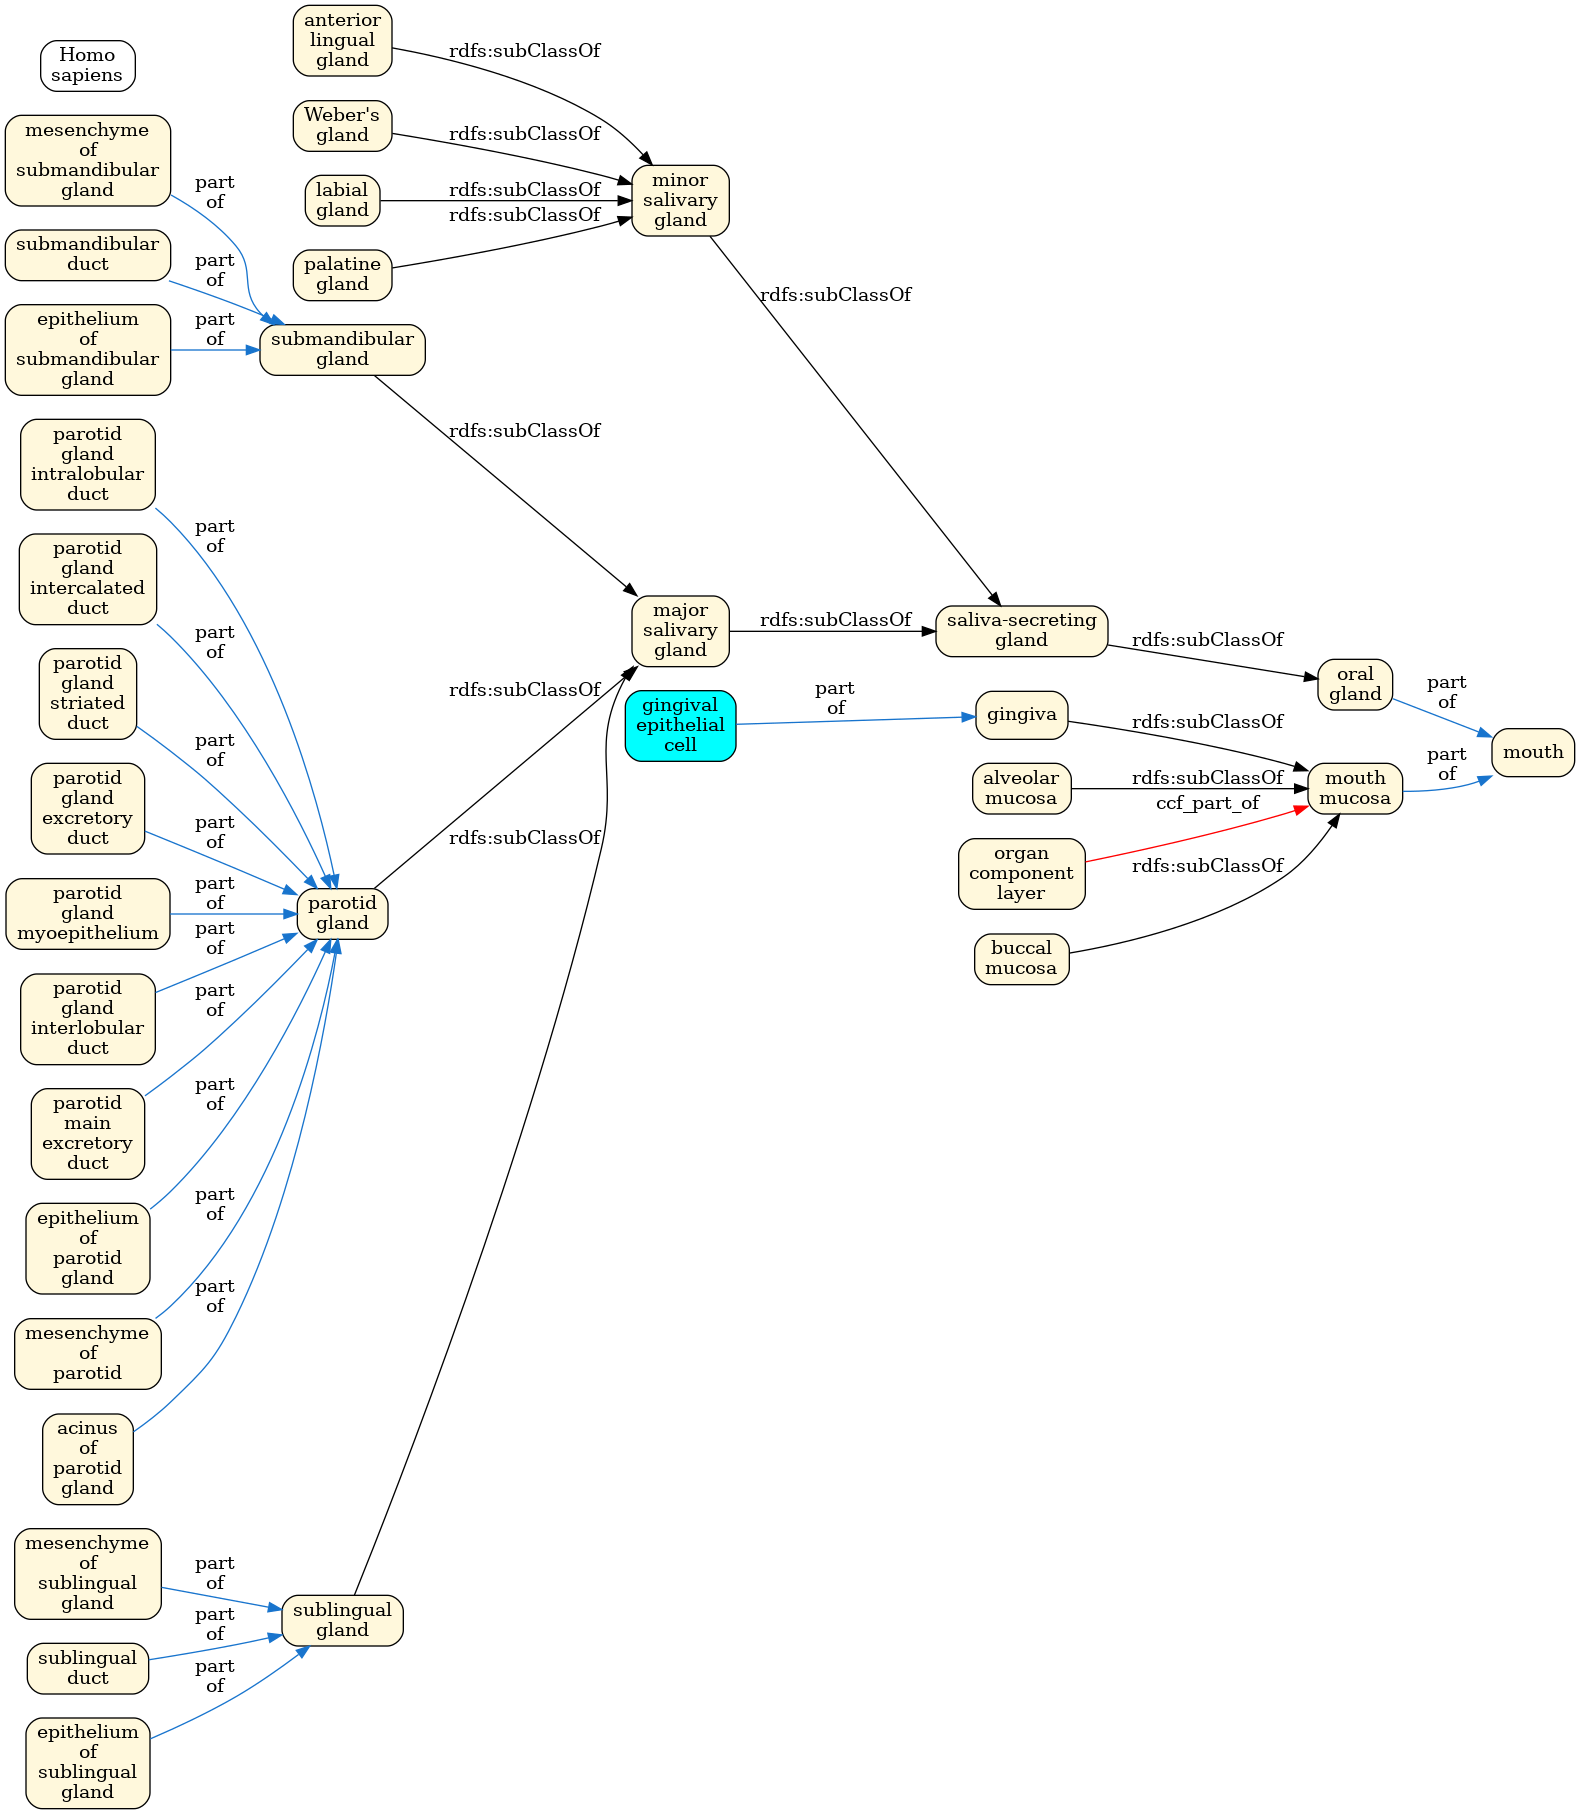 Homo
sapiens
mesenchyme
of
submandibular
gland
submandibular
duct
epithelium
of
submandibular
gland
parotid
gland
intralobular
duct
parotid
gland
intercalated
duct
parotid
gland
striated
duct
parotid
gland
excretory
duct
parotid
gland
myoepithelium
parotid
gland
interlobular
duct
parotid
main
excretory
duct
epithelium
of
parotid
gland
mesenchyme
of
parotid
acinus
of
parotid
gland
mesenchyme
of
sublingual
gland
sublingual
duct
epithelium
of
sublingual
gland
part
of
part
of
part
of
part
of
part
of
part
of
part
of
part
of
part
of
part
of
part
of
part
of
part
of
part
of
part
of
part
of
anterior
lingual
gland
Weber's
gland
labial
gland
palatine
gland
submandibular
gland
parotid
gland
sublingual
gland
rdfs:subClassOf
rdfs:subClassOf
rdfs:subClassOf
rdfs:subClassOf
rdfs:subClassOf
rdfs:subClassOf
rdfs:subClassOf
minor
salivary
gland
major
salivary
gland
gingival
epithelial
cell
rdfs:subClassOf
rdfs:subClassOf
part
of
saliva-secreting
gland
gingiva
alveolar
mucosa
organ
component
layer
buccal
mucosa
rdfs:subClassOf
rdfs:subClassOf
rdfs:subClassOf
ccf_part_of
rdfs:subClassOf
oral
gland
mouth
mucosa
part
of
part
of
mouth